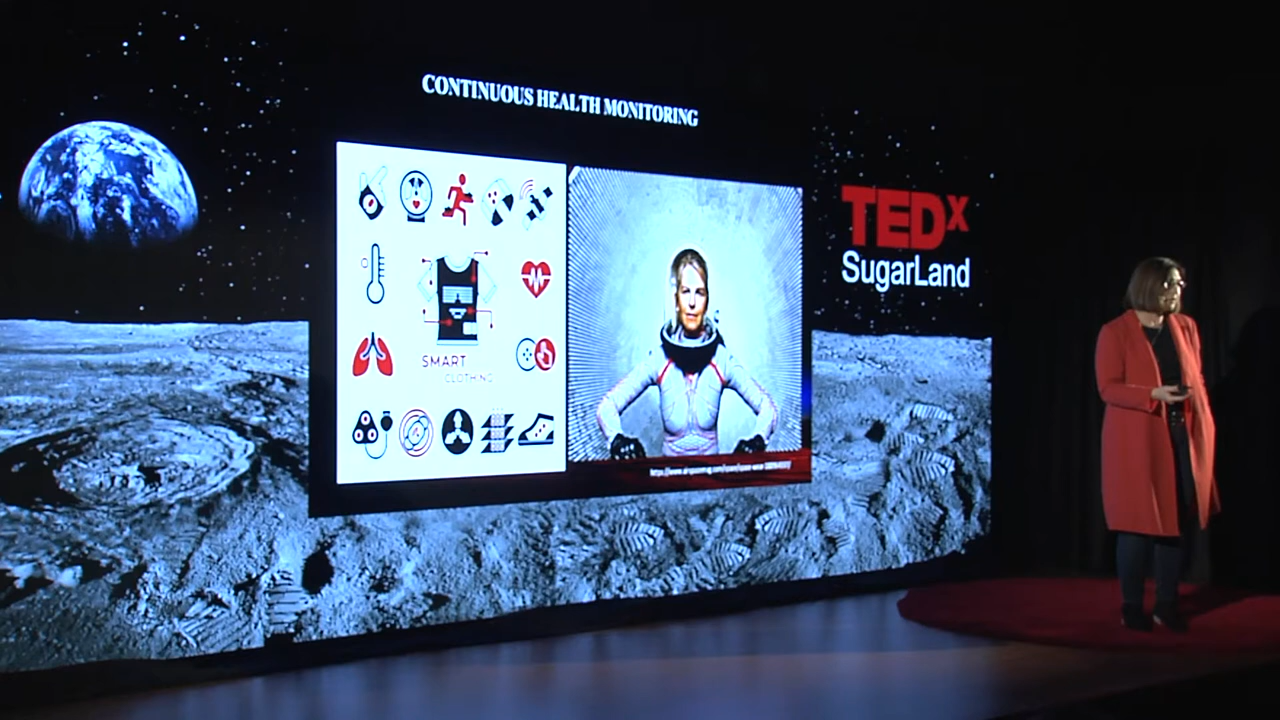 CONTINUOUS HEALTH MONITORING
SMART
CLOTHING
TEDx
SugarLand